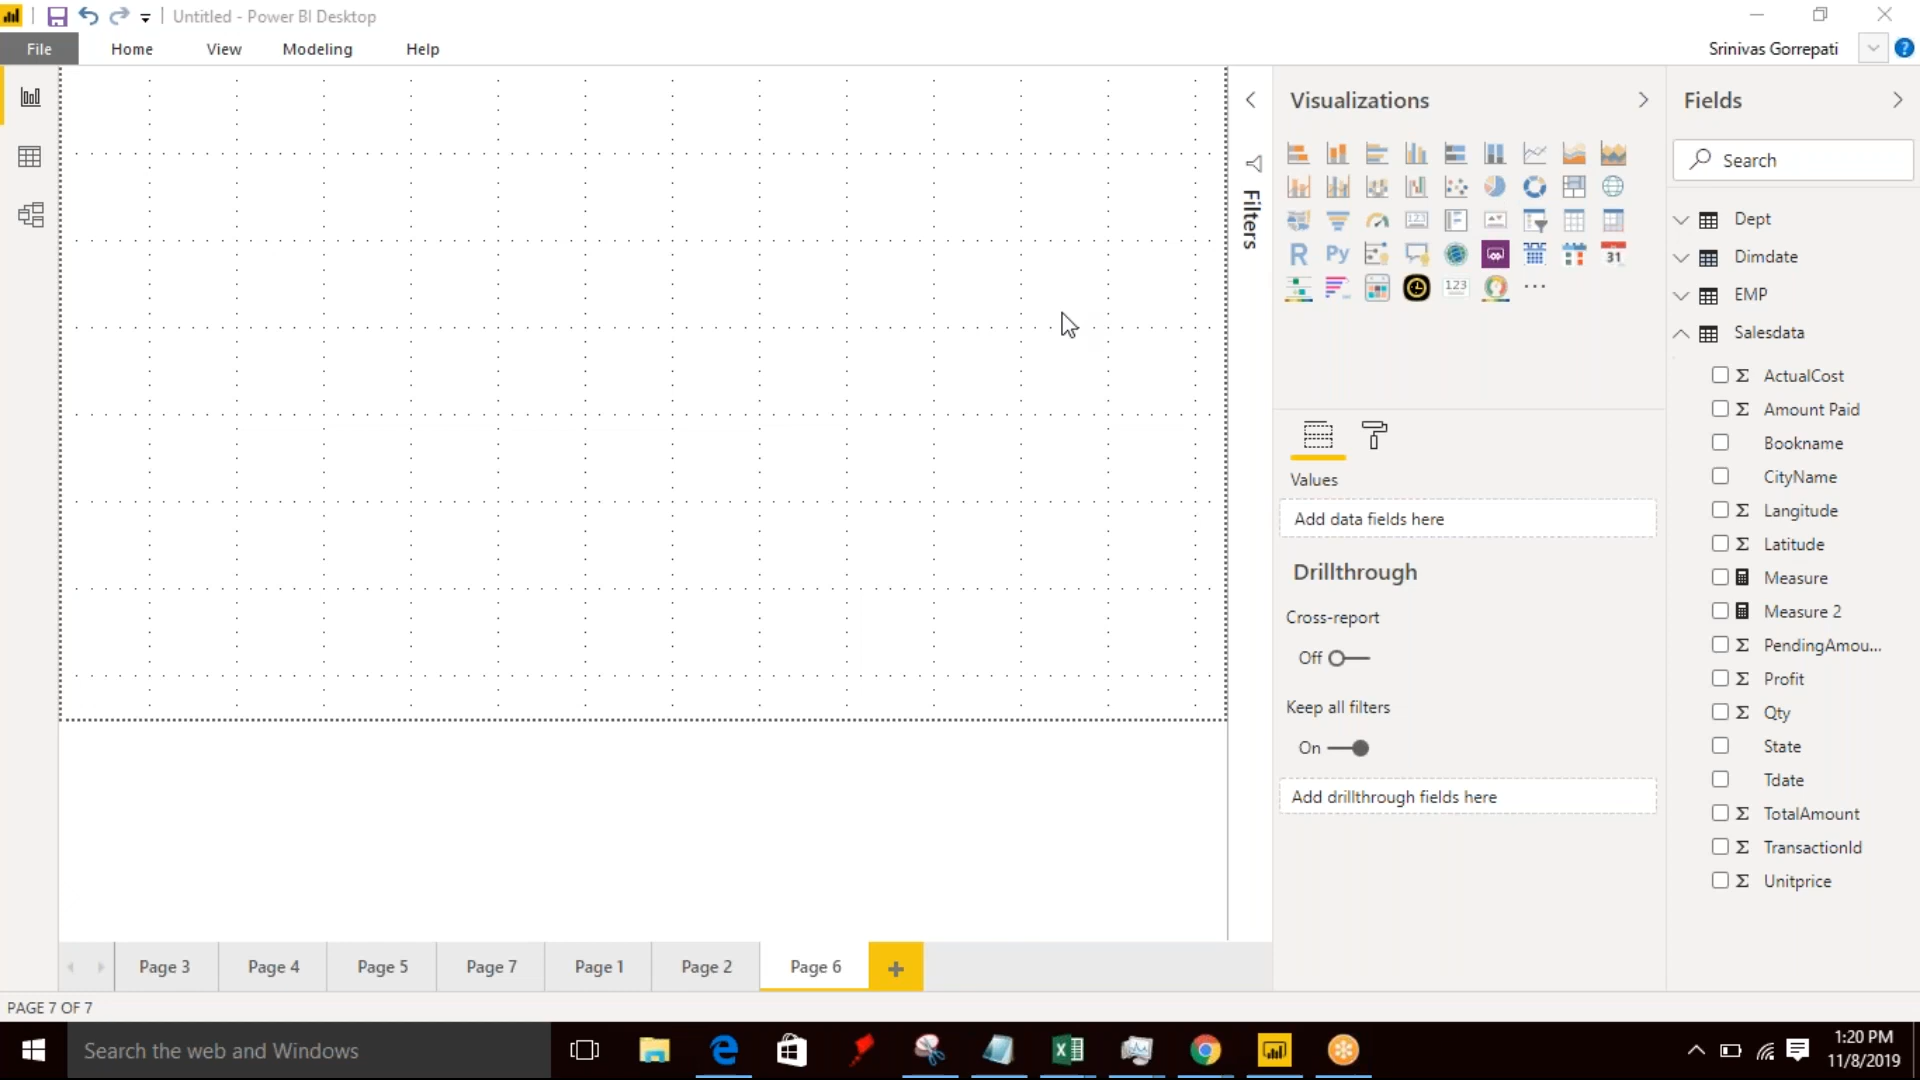 Untitled - Power BI Desktop
File
Home
View
Modeling
Help
Srinivas Gorrepati
?
Filters
Visualizations
R
Py
123
31
123
Values
Add data fields here
Drillthrough
Cross-report
Off
Keep all filters
On
Add drillthrough fields here
Fields
Search
Dept
Dimdate
EMP
Salesdata
Σ ActualCost
Σ Amount Paid
Bookname
CityName
Σ Langitude
Σ Latitude
Measure
Measure 2
Σ PendingAmou...
Σ Profit
Σ Qty
State
Tdate
Σ TotalAmount
Σ TransactionId
Σ Unitprice
Page 3
Page 4
Page 5
Page 7
Page 1
Page 2
Page 6
PAGE 7 OF 7
Search the web and Windows
1:20 PM
11/8/2019